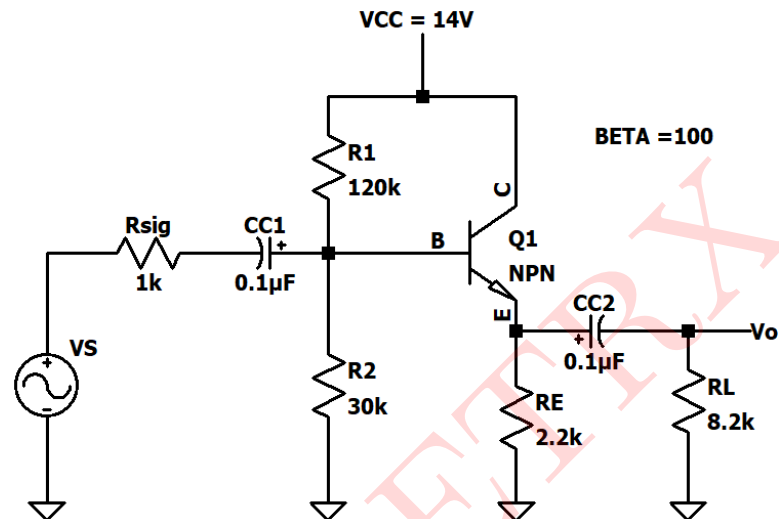 VCC = 14V
R1
120k
BETA =100
C
Rsig
1k
CC1
+
0.1µF
B
Q1
NPN
E
CC2
+
0.1µF
Vo
VS
+
-
R2
30k
RE
2.2k
RL
8.2k
ETRX